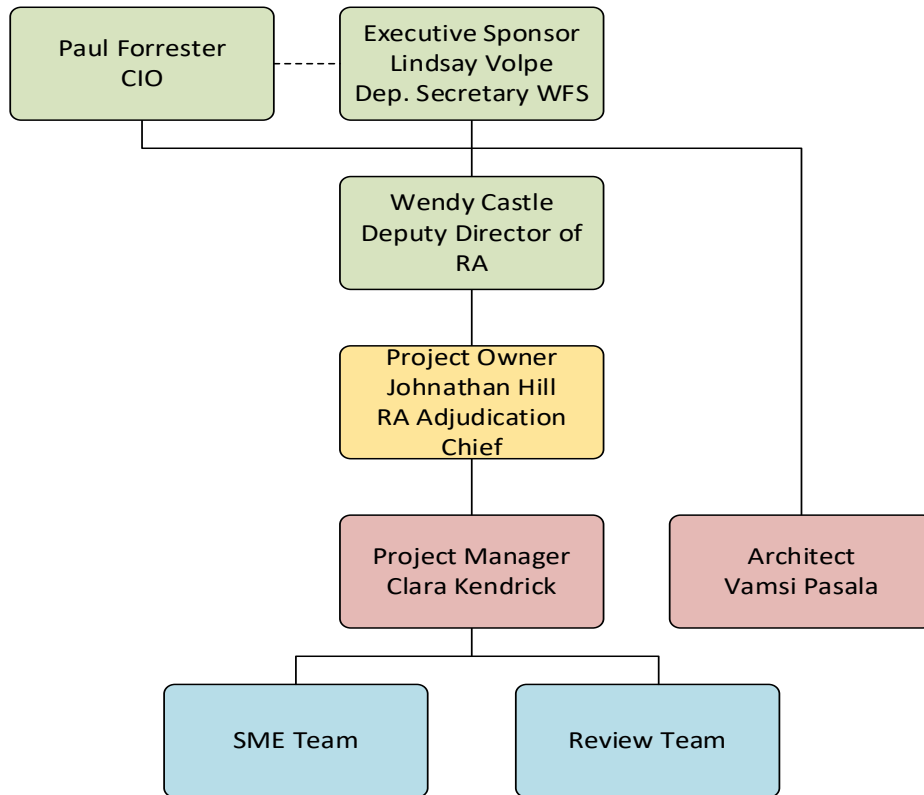 Paul Forrester
CIO
Executive Sponsor
Lindsay Volpe
Dep. Secretary WFS
Wendy Castle
Deputy Director of
RA
Project Owner
Johnathan Hill
RA Adjudication
Chief
Project Manager
Clara Kendrick
Architect
Vamsi Pasala
SME Team
Review Team